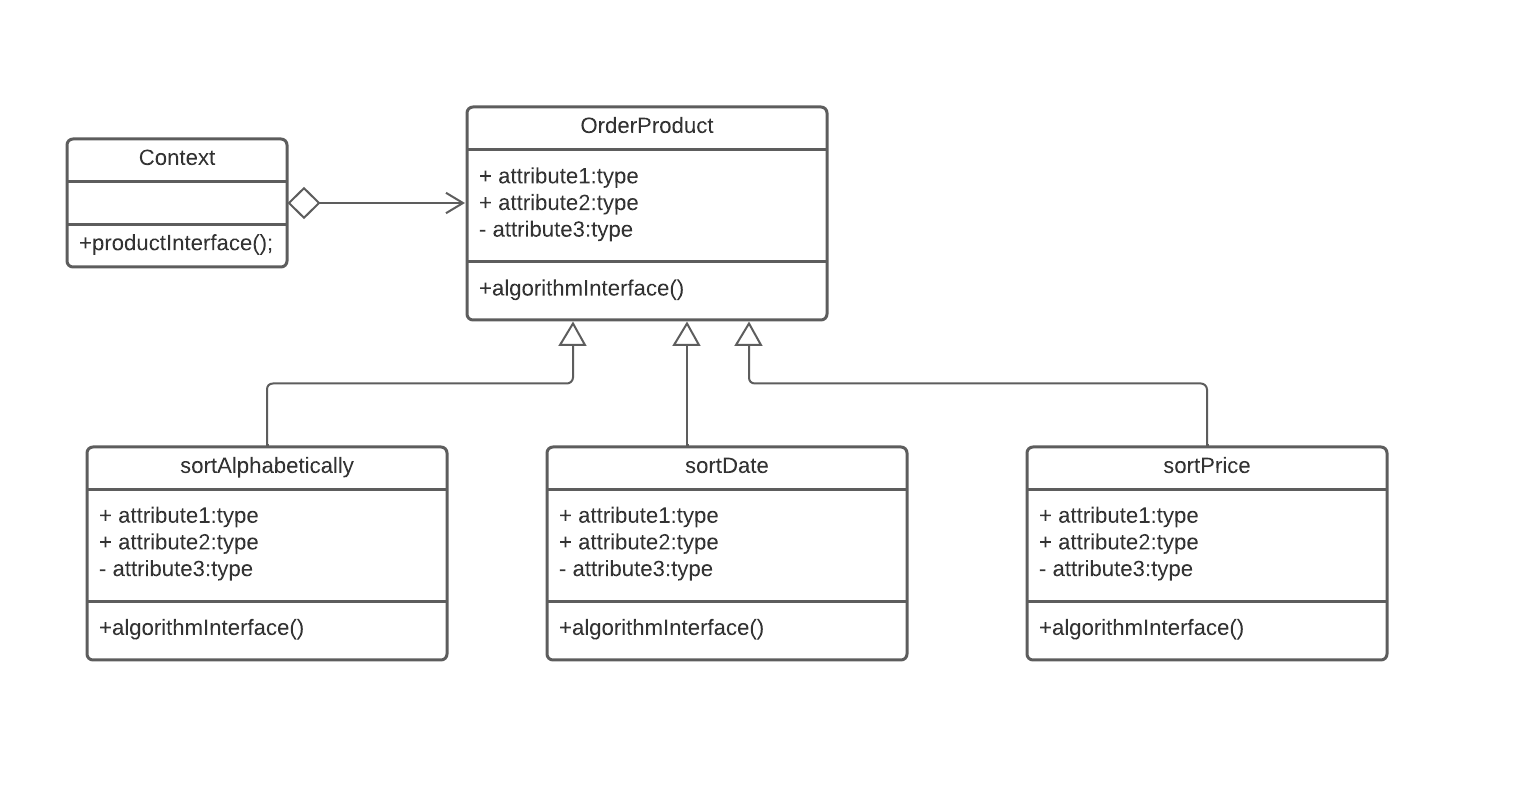 Context
+productInterface();
OrderProduct
+ attribute1:type
+ attribute2:type
- attribute3:type
+algorithmInterface()
sortAlphabetically
+ attribute1:type
+ attribute2:type
- attribute3:type
+algorithmInterface()
sortDate
+ attribute1:type
+ attribute2:type
- attribute3:type
+algorithmInterface()
sortPrice
+ attribute1:type
+ attribute2:type
- attribute3:type
+algorithmInterface()